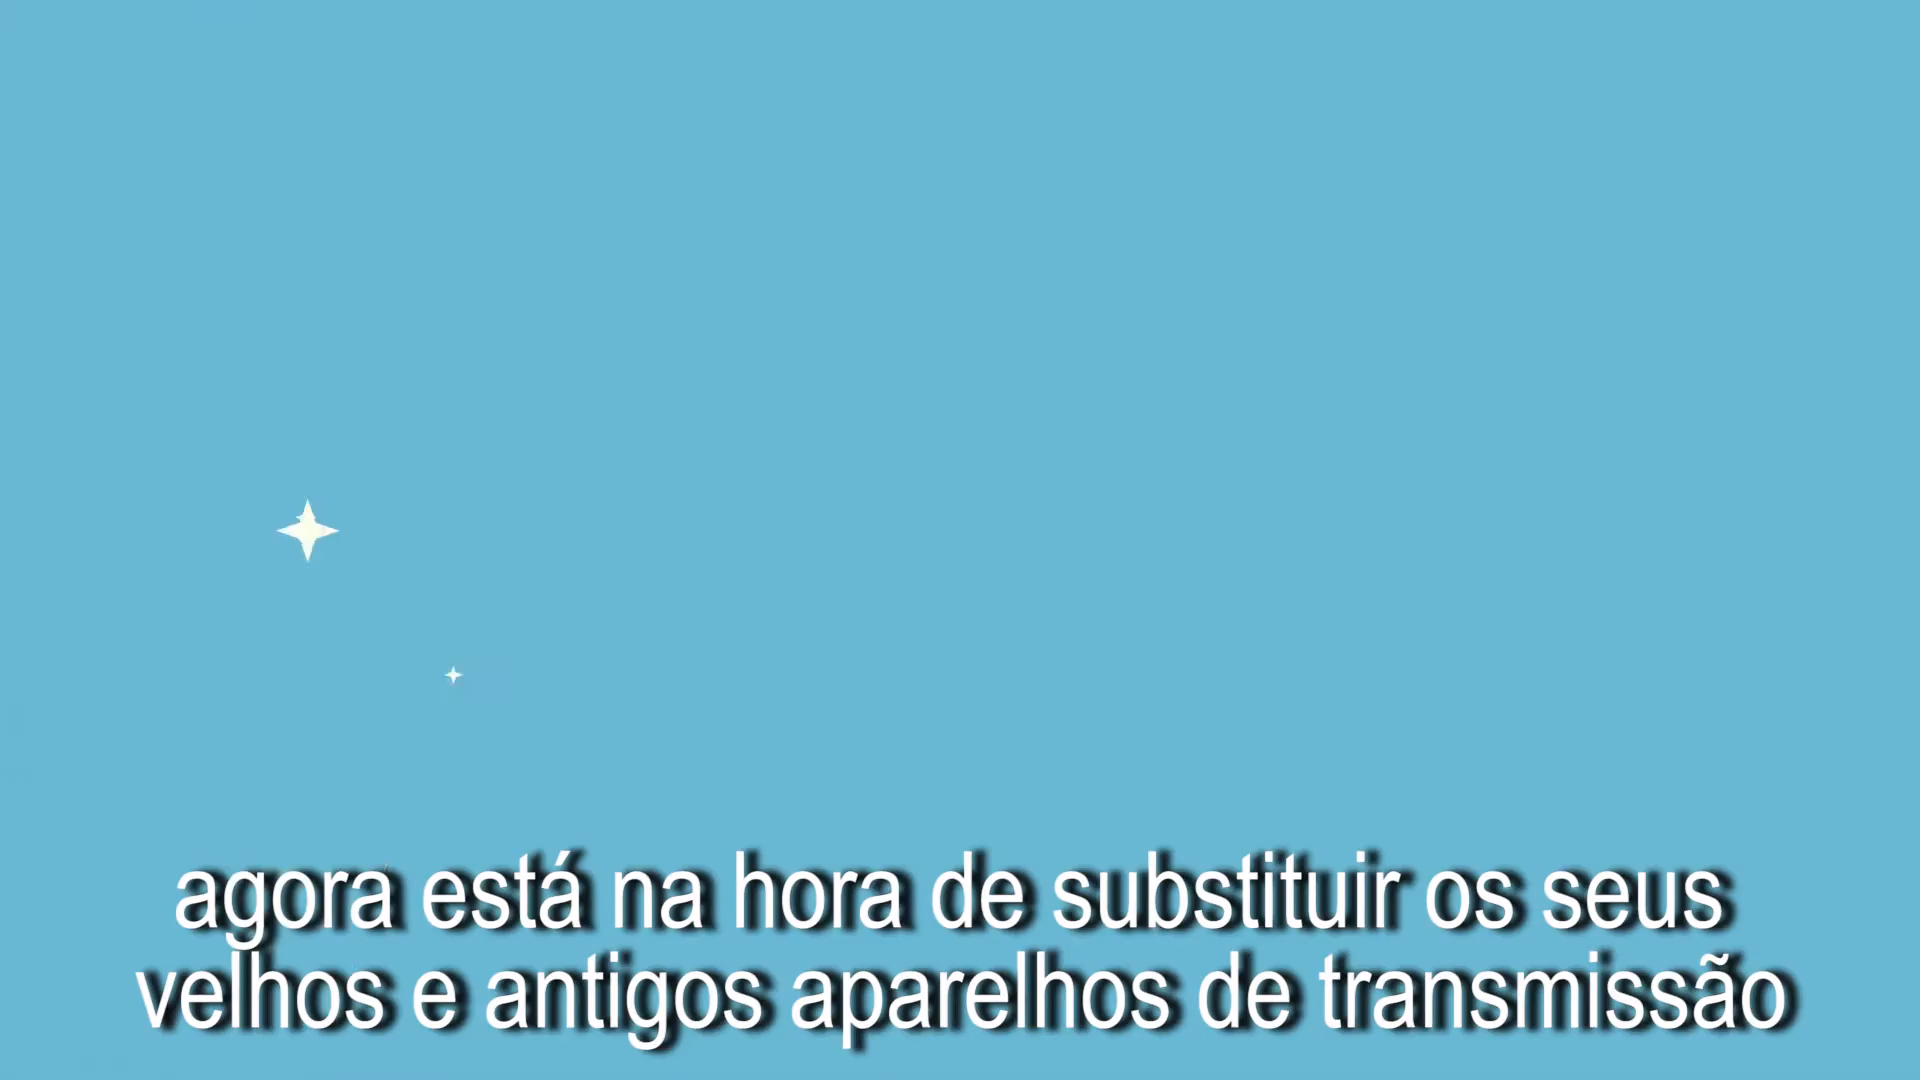 agora está na hora de substituir os seus
velhos e antigos aparelhos de transmissão